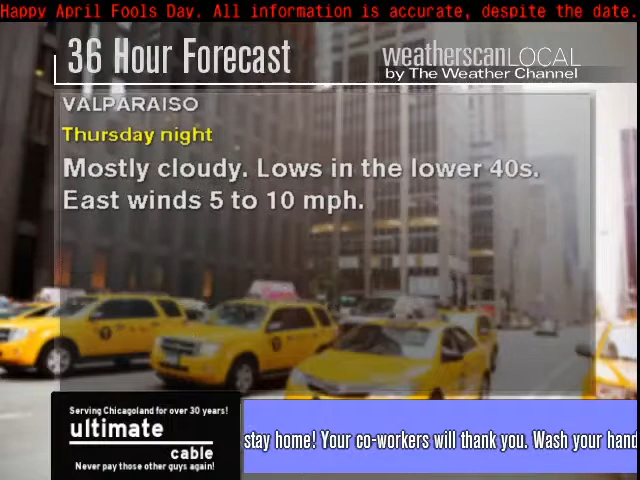 Happy April Fools Day. All information is accurate, despite the date.
36 Hour Forecast
weatherscanLOCAL
by The Weather Channel
VALPARAISO
Thursday night
Mostly cloudy. Lows in the lower 40s.
East winds 5 to 10 mph.
Serving Chicagoland for over 30 years!
ultimate
cable
Never pay those other guys again!
stay home! Your co-workers will thank you. Wash your hand